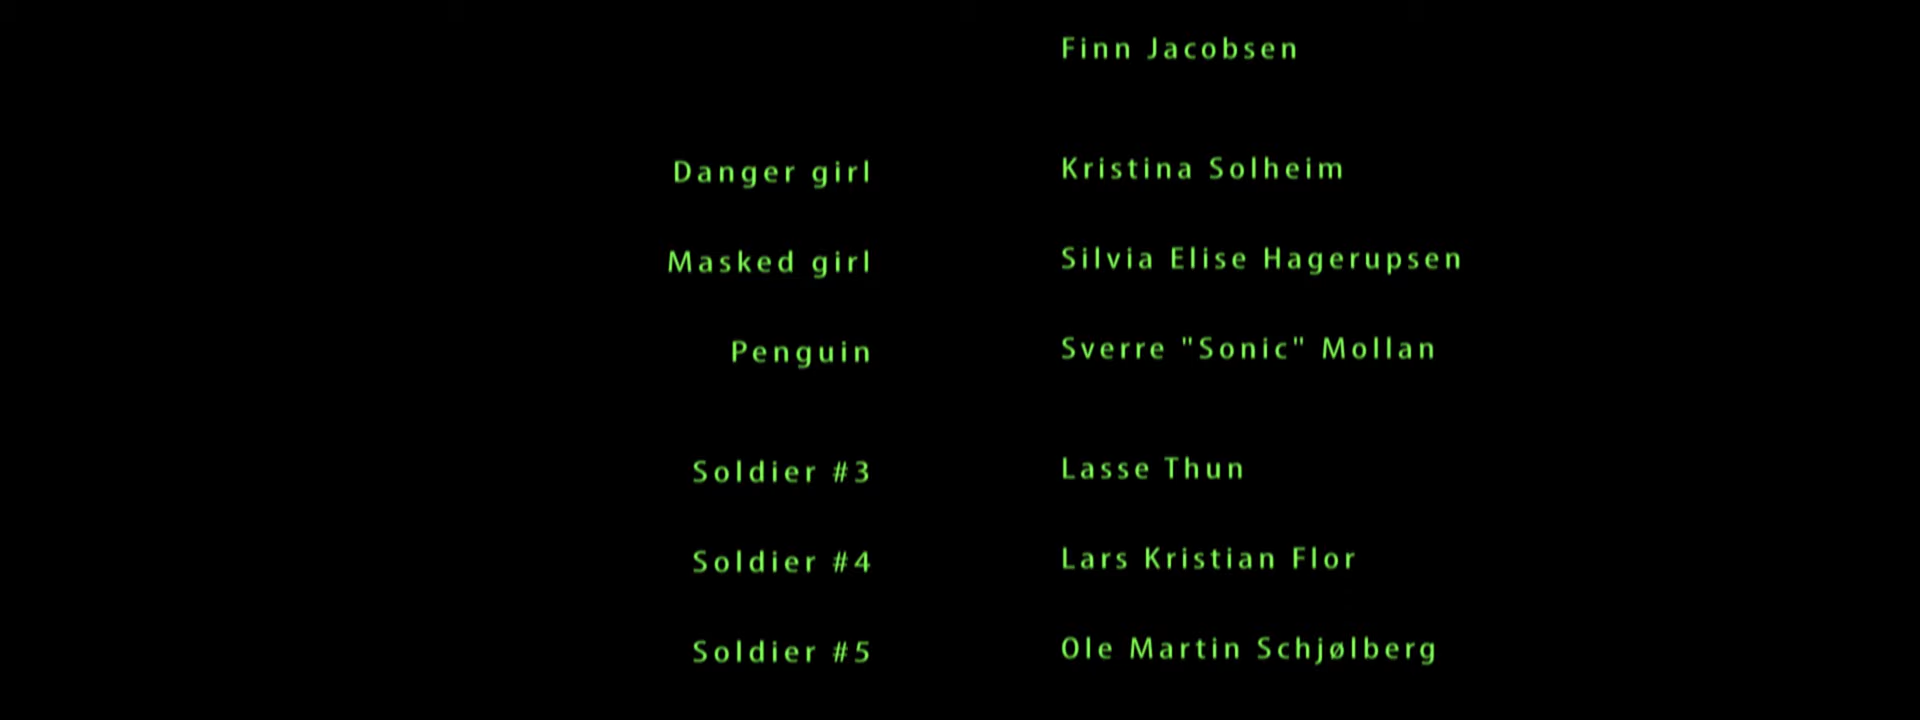 Finn Jacobsen
Danger girl Kristina Solheim
Masked girl Silvia Elise Hagerupsen
Penguin Sverre "Sonic" Mollan
Soldier #3 Lasse Thun
Soldier #4 Lars Kristian Flor
Soldier #5 Ole Martin Schjølberg